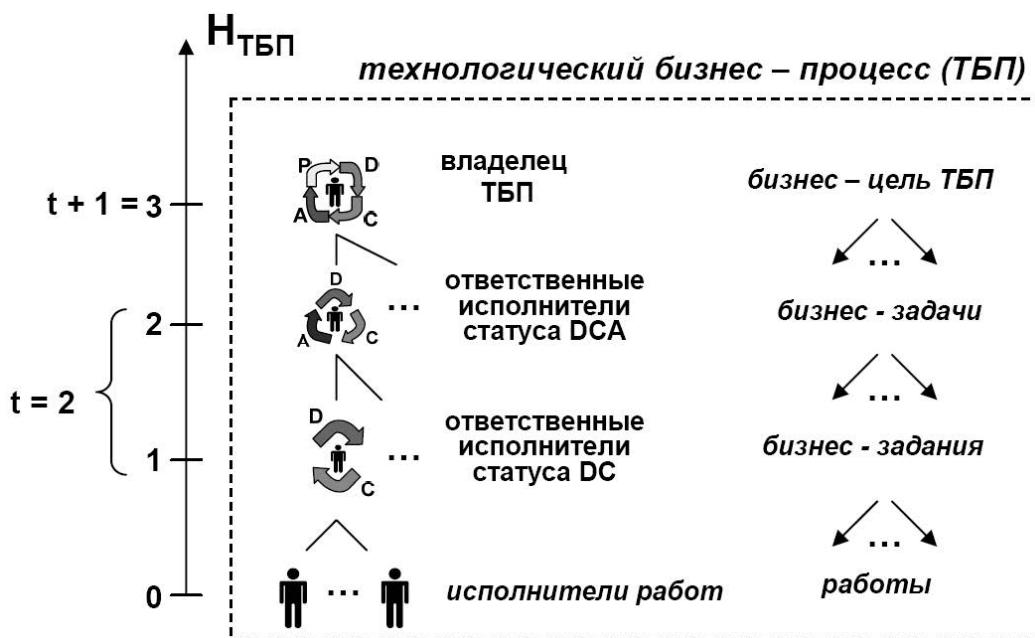 H ТБП
технологический бизнес – процесс (ТБП)
P D
A C
владелец
ТБП
бизнес – цель ТБП
t + 1 = 3
...
D
A C
...
ответственные
исполнители
статуса DCA
бизнес - задачи
2
t = 2
...
D
C
...
ответственные
исполнители
статуса DC
бизнес - задания
1
...
0
...
исполнители работ
работы